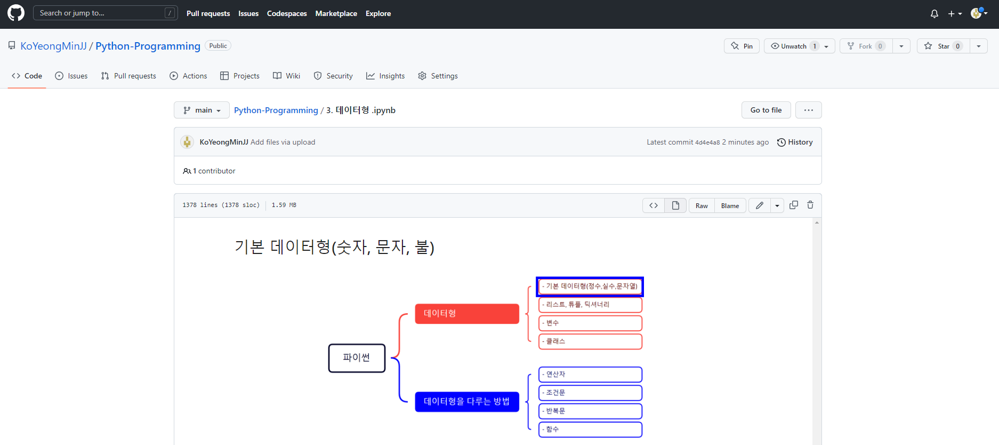 Search or jump to... /
Pull requests Issues Codespaces Marketplace Explore
KoYeongMinJJ / Python-Programming Public
Pin Unwatch 1 Fork 0 Star 0
Code Issues Pull requests Actions Projects Wiki Security Insights Settings
main Python-Programming / 3. 데이터형 .ipynb Go to file ...
KoYeongMinJJ Add files via upload Latest commit 4d4e4a8 2 minutes ago History
1 contributor
1378 lines (1378 sloc) 1.59 MB Raw Blame
기본 데이터형(숫자, 문자, 불)
- 기본 데이터형(정수,실수,문자열)
- 리스트, 튜플, 딕셔너리
데이터형
- 변수
- 클래스
파이썬
- 연산자
- 조건문
데이터형을 다루는 방법
- 반복문
- 함수